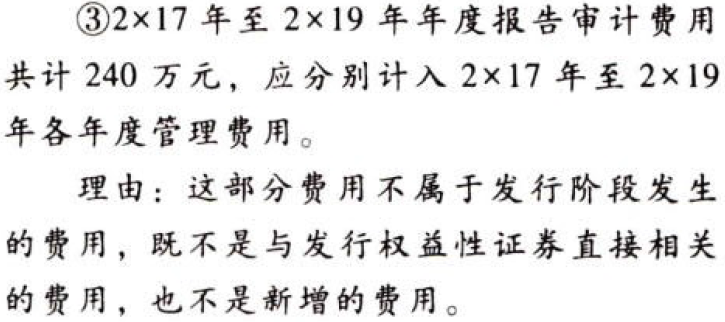 ③2×17 年至 2×19 年年度报告审计费用
共计 240 万元，应分别计入 2×17 年至 2×19
年各年度管理费用。
理由：这部分费用不属于发行阶段发生
的费用，既不是与发行权益性证券直接相关
的费用，也不是新增的费用。